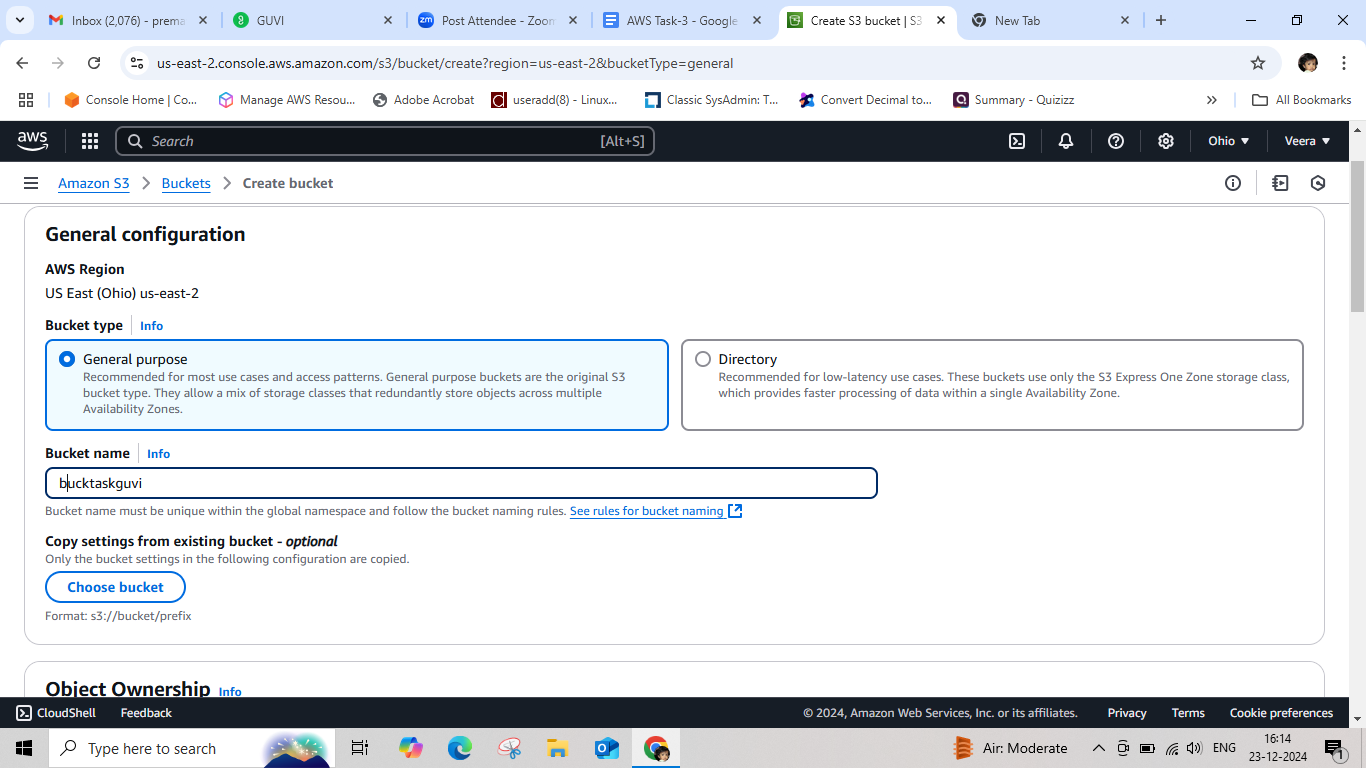 Inbox (2,076) - prema
GUVI
Post Attendee - Zoom
AWS Task-3 - Google
Create S3 bucket | S3
New Tab
us-east-2.console.aws.amazon.com/s3/bucket/create?region=us-east-2&bucketType=general
Console Home | Co...
Manage AWS Resou...
Adobe Acrobat
useradd(8) - Linux...
Classic SysAdmin: T...
Convert Decimal to...
Summary - Quizizz
All Bookmarks
aws
Search
[Alt+S]
Ohio
Veera
Amazon S3
Buckets
Create bucket
General configuration
AWS Region
US East (Ohio) us-east-2
Bucket type
Info
General purpose
Recommended for most use cases and access patterns. General purpose buckets are the original S3
bucket type. They allow a mix of storage classes that redundantly store objects across multiple
Availability Zones.
Directory
Recommended for low-latency use cases. These buckets use only the S3 Express One Zone storage class,
which provides faster processing of data within a single Availability Zone.
Bucket name
Info
bucktaskguvi
Bucket name must be unique within the global namespace and follow the bucket naming rules. See rules for bucket naming
Copy settings from existing bucket - optional
Only the bucket settings in the following configuration are copied.
Choose bucket
Format: s3://bucket/prefix
Object Ownership
Info
CloudShell
Feedback
© 2024, Amazon Web Services, Inc. or its affiliates.
Privacy
Terms
Cookie preferences
Type here to search
Air: Moderate
ENG
16:14
23-12-2024
1